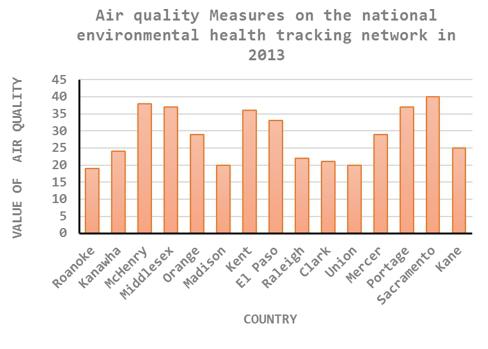 Air quality Measures on the national
environmental health tracking network in
2013
VALUE OF AIR QUALITY
45
40
35
30
25
20
15
10
5
0
Roanoke
Kanawha
McHenry
Middlesex
Orange
Madison
Kent
El Paso
Raleigh
Clark
Union
Mercer
Portage
Sacramento
Kane
COUNTRY